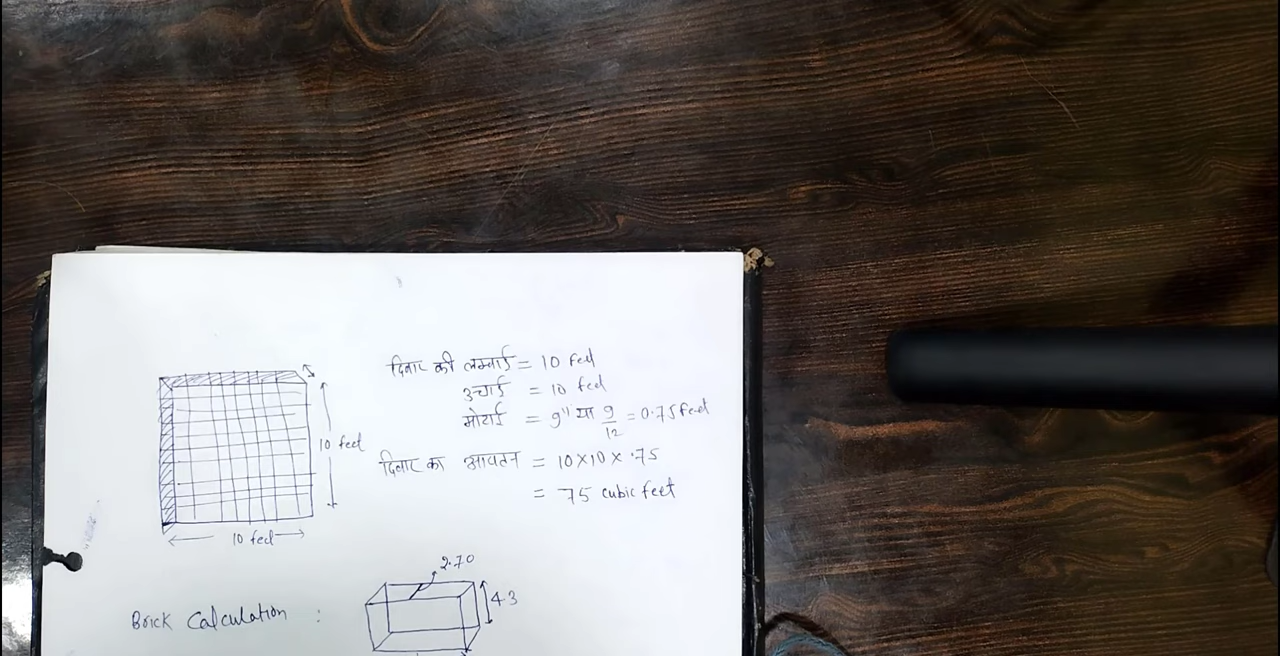 दिवार की लम्बाई = 10 feet
उचाई = 10 feet
मोटाई = 9" या 9/12 = 0.75 feet
10 feet
दिवार का आयतन = 10×10×.75
= 75 cubic feet
10 feet
2.70
4.3
Brick Calculation :